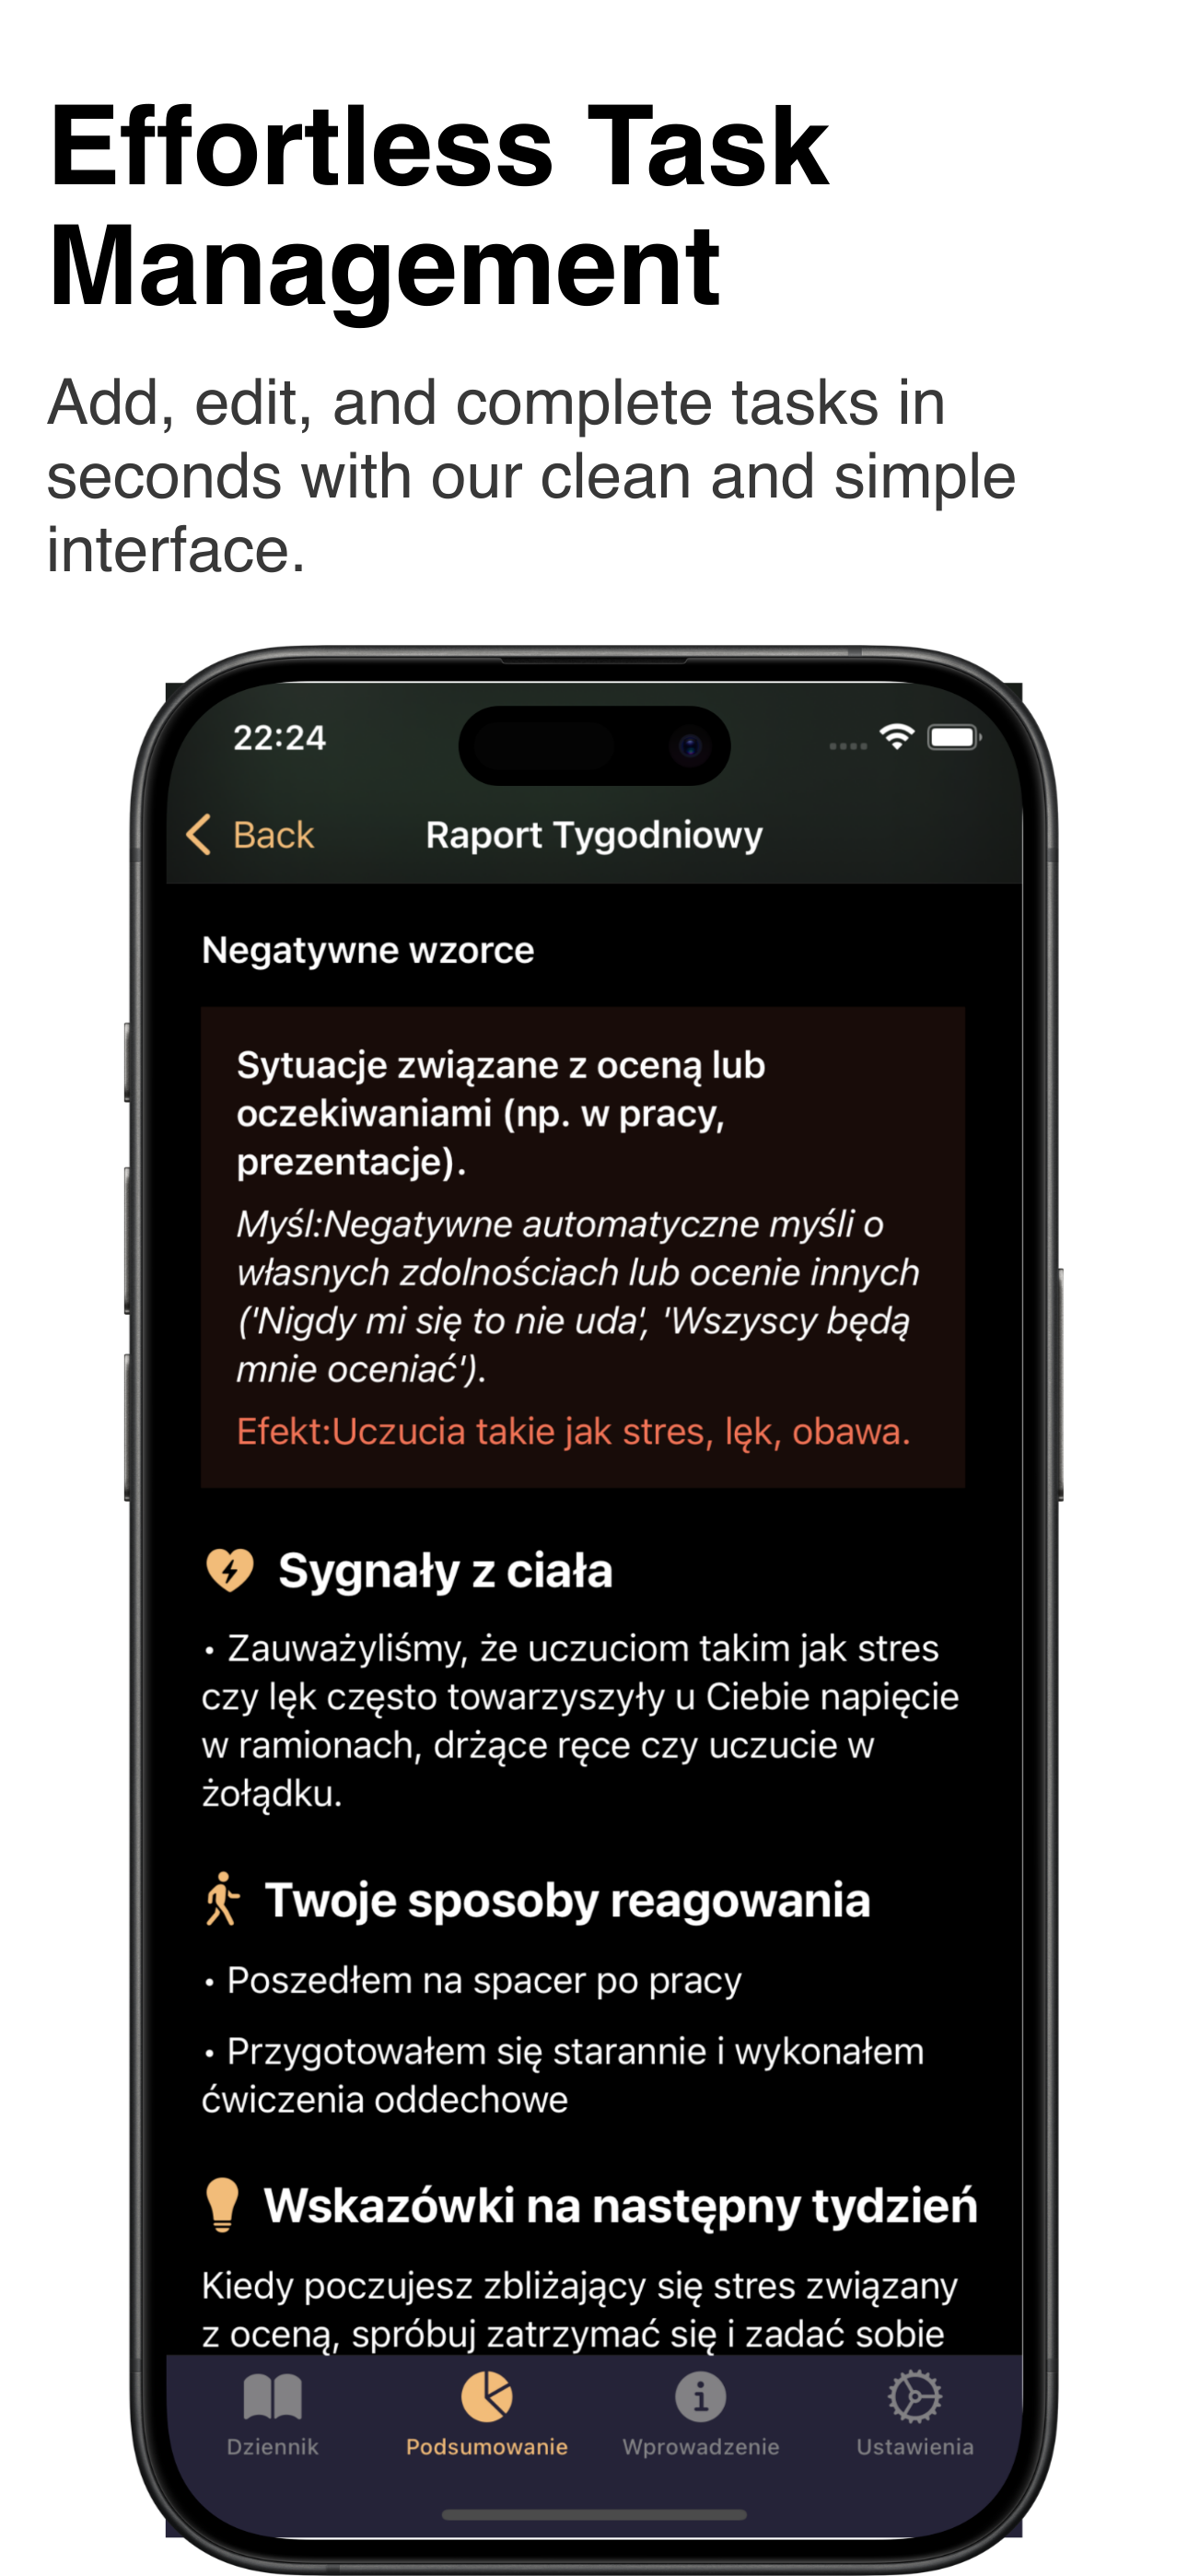 Effortless Task
Management
Add, edit, and complete tasks in
seconds with our clean and simple
interface.
22:24
Back
Raport Tygodniowy
Negatywne wzorce
Sytuacje związane z oceną lub
oczekiwaniami (np. w pracy,
prezentacje).
Myśl:Negatywne automatyczne myśli o
własnych zdolnościach lub ocenie innych
('Nigdy mi się to nie uda', 'Wszyscy będą
mnie oceniać').
Efekt:Uczucia takie jak stres, lęk, obawa.
Sygnały z ciała
• Zauważyliśmy, że uczuciom takim jak stres
czy lęk często towarzyszyły u Ciebie napięcie
w ramionach, drżące ręce czy uczucie w
żołądku.
Twoje sposoby reagowania
• Poszedłem na spacer po pracy
• Przygotowałem się starannie i wykonałem
ćwiczenia oddechowe
Wskazówki na następny tydzień
Kiedy poczujesz zbliżający się stres związany
z oceną, spróbuj zatrzymać się i zadać sobie
Dziennik
Podsumowanie
Wprowadzenie
Ustawienia